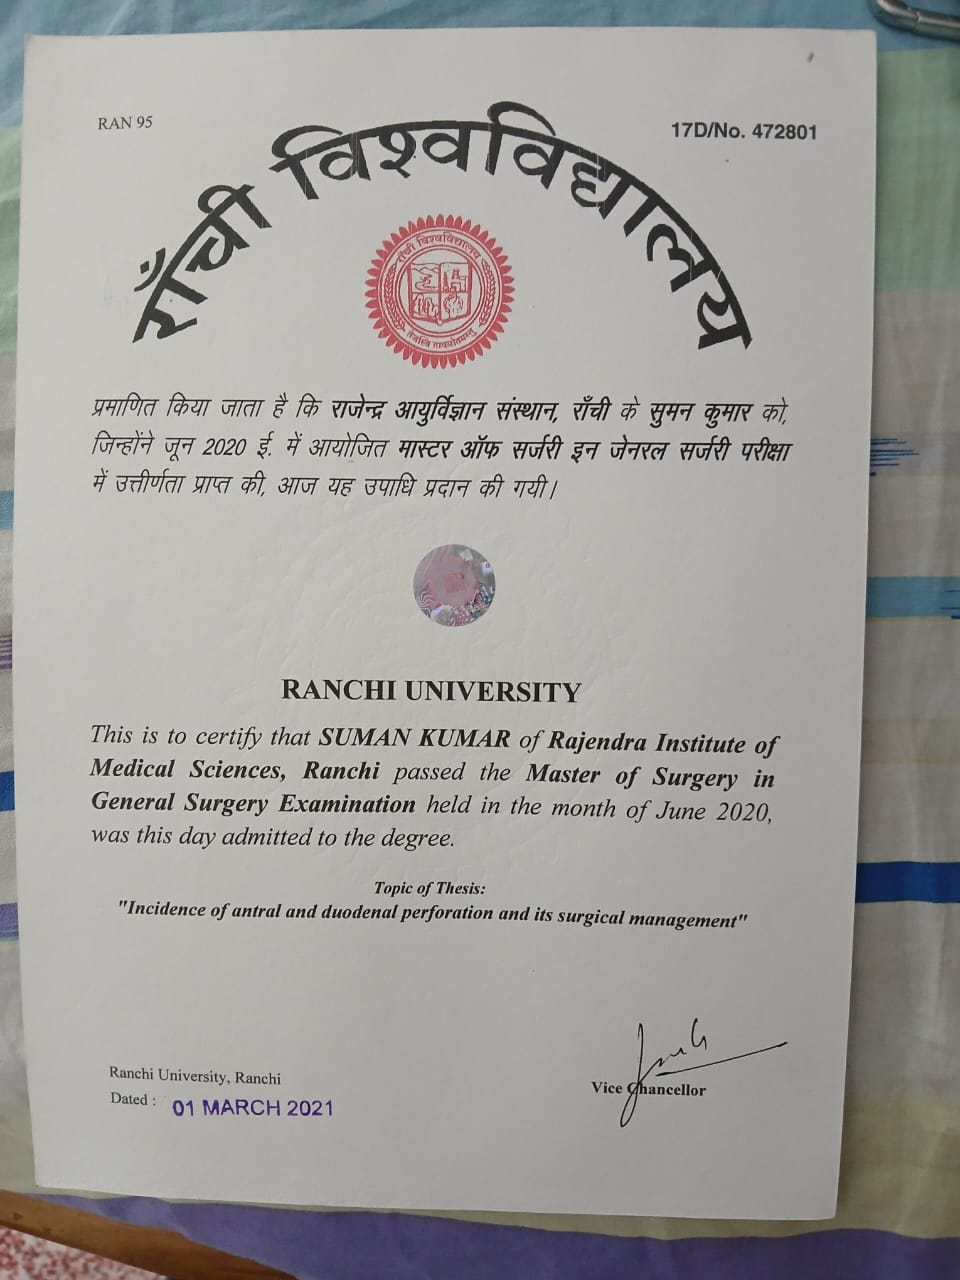 RAN 95
17D/No. 472801
राँची विश्वविद्यालय
राँची विश्वविद्यालय
प्रमाणित किया जाता है कि राजेन्द्र आयुर्विज्ञान संस्थान, राँची के सुमन कुमार को,
जिन्होंने जून 2020 ई. में आयोजित मास्टर ऑफ सर्जरी इन जेनरल सर्जरी परीक्षा
में उत्तीर्णता प्राप्त की, आज यह उपाधि प्रदान की गयी।
RANCHI UNIVERSITY
This is to certify that SUMAN KUMAR of Rajendra Institute of
Medical Sciences, Ranchi passed the Master of Surgery in
General Surgery Examination held in the month of June 2020,
was this day admitted to the degree.
Topic of Thesis:
"Incidence of antral and duodenal perforation and its surgical management"
Ranchi University, Ranchi
Dated : 01 MARCH 2021
Vice Chancellor